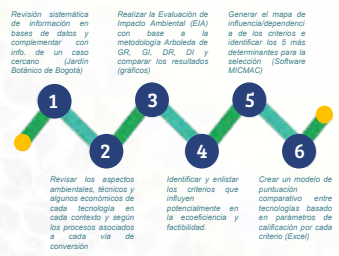 Revisión sistemática
de información en
bases de datos y
complementar con
info. de un caso
cercano (Jardín
Botánico de Bogotá)
Realizar la Evaluación de
Impacto Ambiental (EIA)
con base a la
metodología Arboleda de
GR, GI, DR, DI y
comparar los resultados
(gráficos)
Generar el mapa de
influencia/dependenci
a de los criterios e
identificar los 5 más
determinantes para la
selección (Software
MICMAC)
1
2
3
4
5
6
Revisar los aspectos
ambientales, técnicos y
algunos económicos de
cada tecnología en
cada contexto y según
los procesos asociados
a cada vía de
conversión
Identificar y enlistar
los criterios que
influyen
potencialmente en
la ecoeficiencia y
factibilidad.
Crear un modelo de
puntuación
comparativo entre
tecnologías basado
en parámetros de
calificación por cada
criterio (Excel)